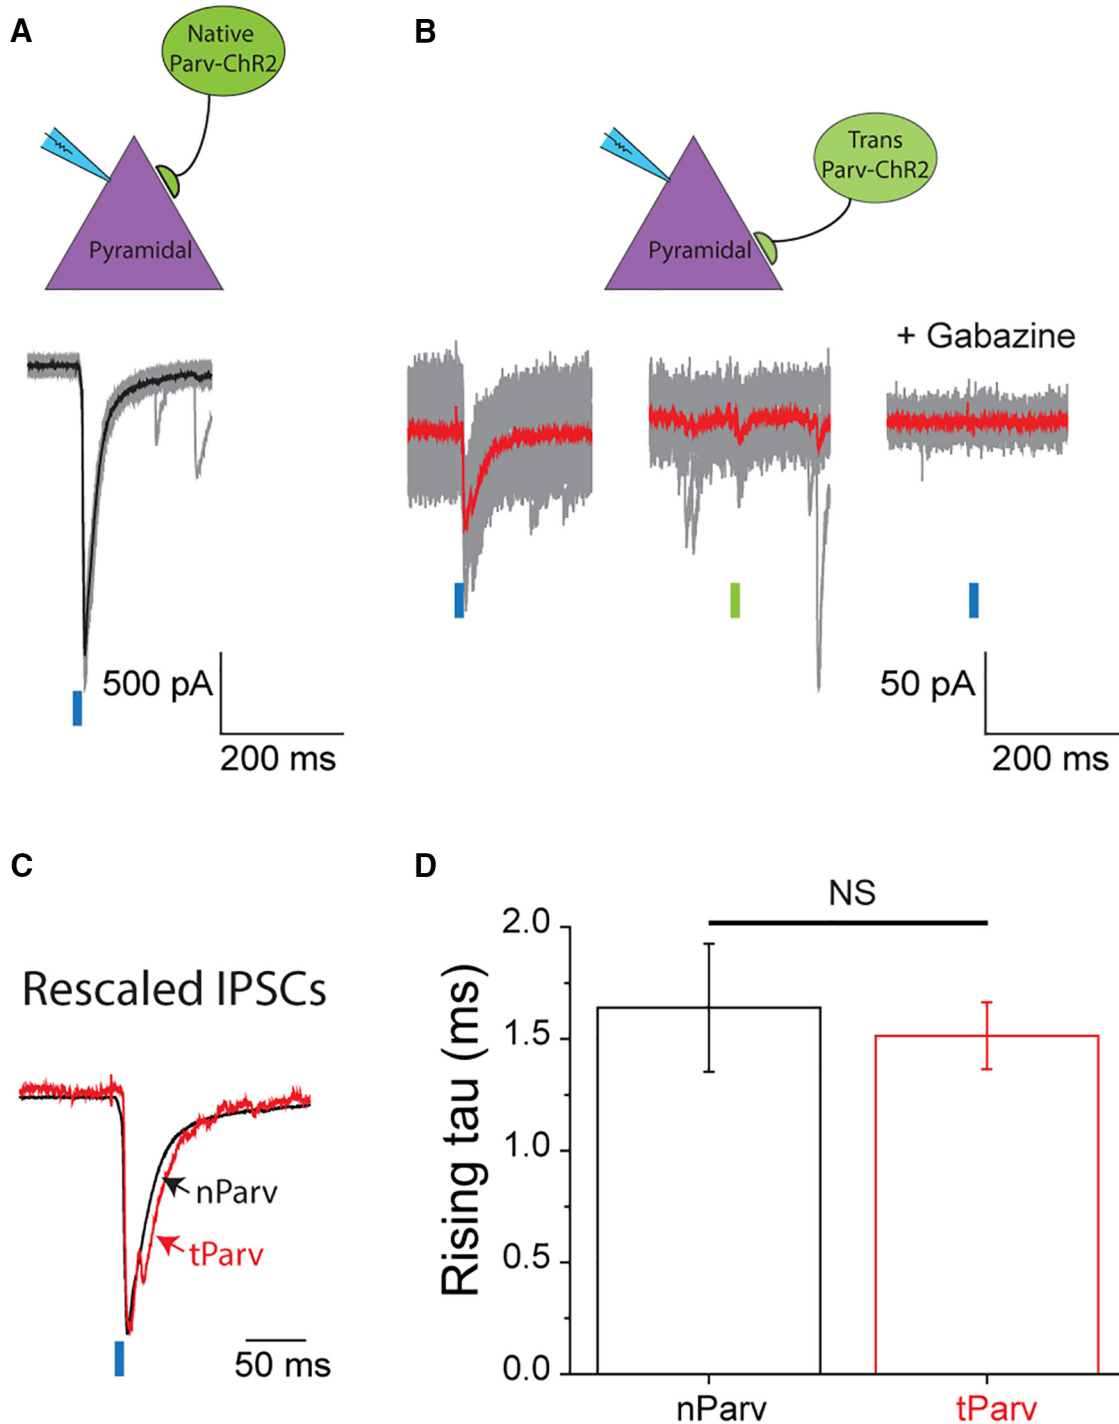 A
Native
Parv-ChR2
Pyramidal
500 pA
200 ms
B
Trans
Parv-ChR2
Pyramidal
+ Gabazine
50 pA
200 ms
C
Rescaled IPSCs
nParv
tParv
50 ms
D
NS
Rising tau (ms)
2.0
1.5
1.0
0.5
0.0
nParv
tParv